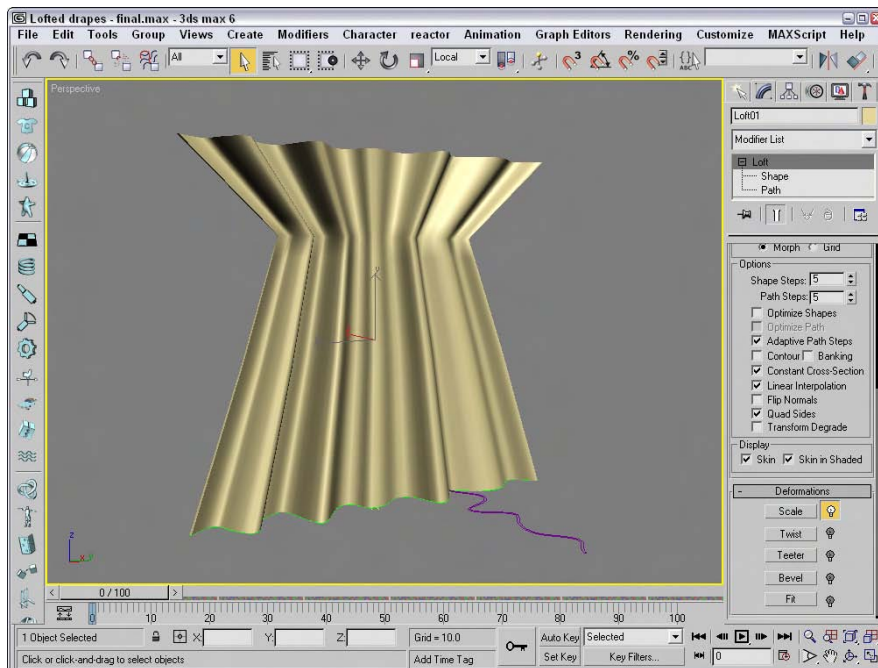 Lofted drapes - final.max - 3ds max 6
File Edit Tools Group Views Create Modifiers Character reactor Animation Graph Editors Rendering Customize MAXScript Help
All
Local
ABC
Perspective
Loft01
Modifier List
Loft
Shape
Path
Morph Grid
Options
Shape Steps: 5
Path Steps: 5
Optimize Shapes
Optimize Path
Adaptive Path Steps
Contour Banking
Constant Cross-Section
Linear Interpolation
Flip Normals
Quad Sides
Transform Degrade
Display
Skin Skin in Shaded
- Deformations
Scale
Twist
Teeter
Bevel
Fit
z
x y
< 0 / 100 >
0 10 20 30 40 50 60 70 80 90 100
1 Object Selected X: Y: Z: Grid = 10.0 Auto Key Selected
Click or click-and-drag to select objects Add Time Tag Set Key Key Filters... 0